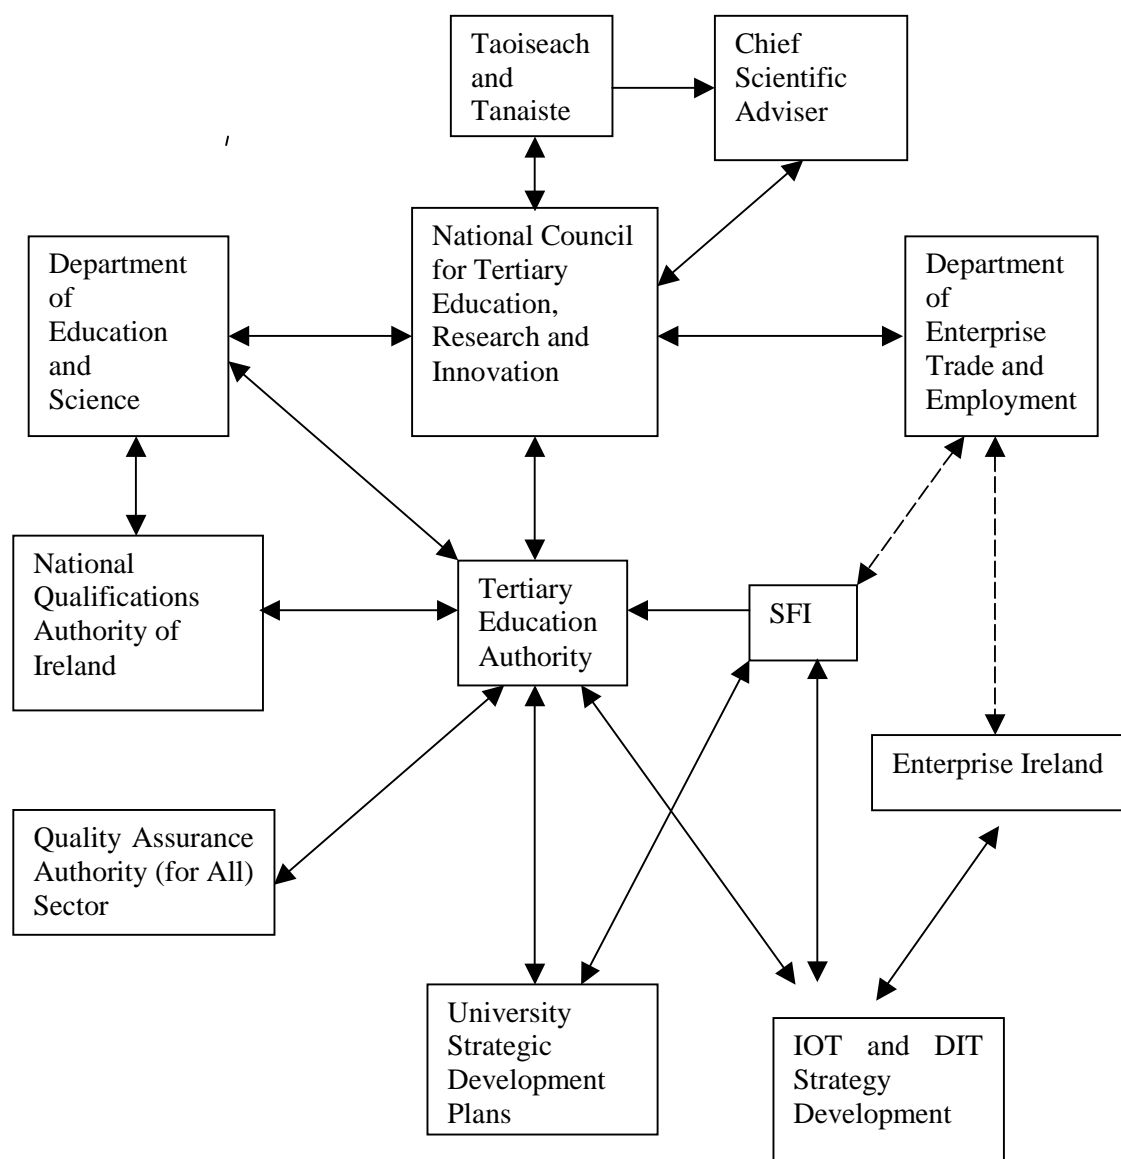 Taoiseach
and
Tanaiste
Chief
Scientific
Adviser
National Council
for Tertiary
Education,
Research and
Innovation
Department
of
Education
and
Science
Department
of
Enterprise
Trade and
Employment
National
Qualifications
Authority of
Ireland
Tertiary
Education
Authority
SFI
Enterprise Ireland
Quality Assurance
Authority (for All)
Sector
University
Strategic
Development
Plans
IOT and DIT
Strategy
Development